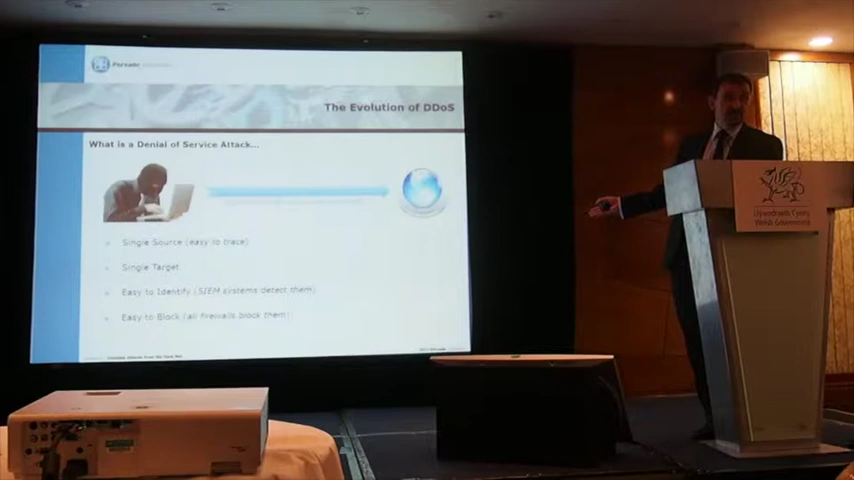 The Evolution of DDoS
What is a Denial of Service Attack...
Single Source (easy to trace)
Single Target
Easy to Identify (SIEM systems detect them)
Easy to Block (all firewalls block them)
Llywodraeth Cymru
Welsh Government